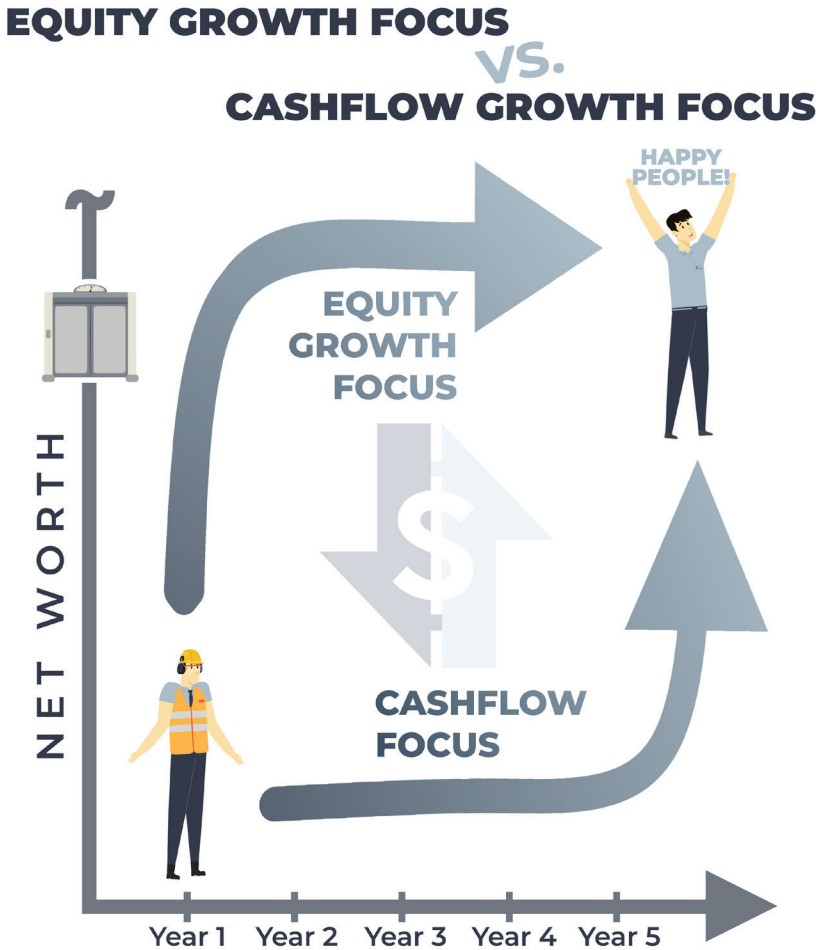 EQUITY GROWTH FOCUS
VS.
CASHFLOW GROWTH FOCUS
HAPPY
PEOPLE!
EQUITY
GROWTH
FOCUS
NET WORTH
$
CASHFLOW
FOCUS
Year 1 Year 2 Year 3 Year 4 Year 5